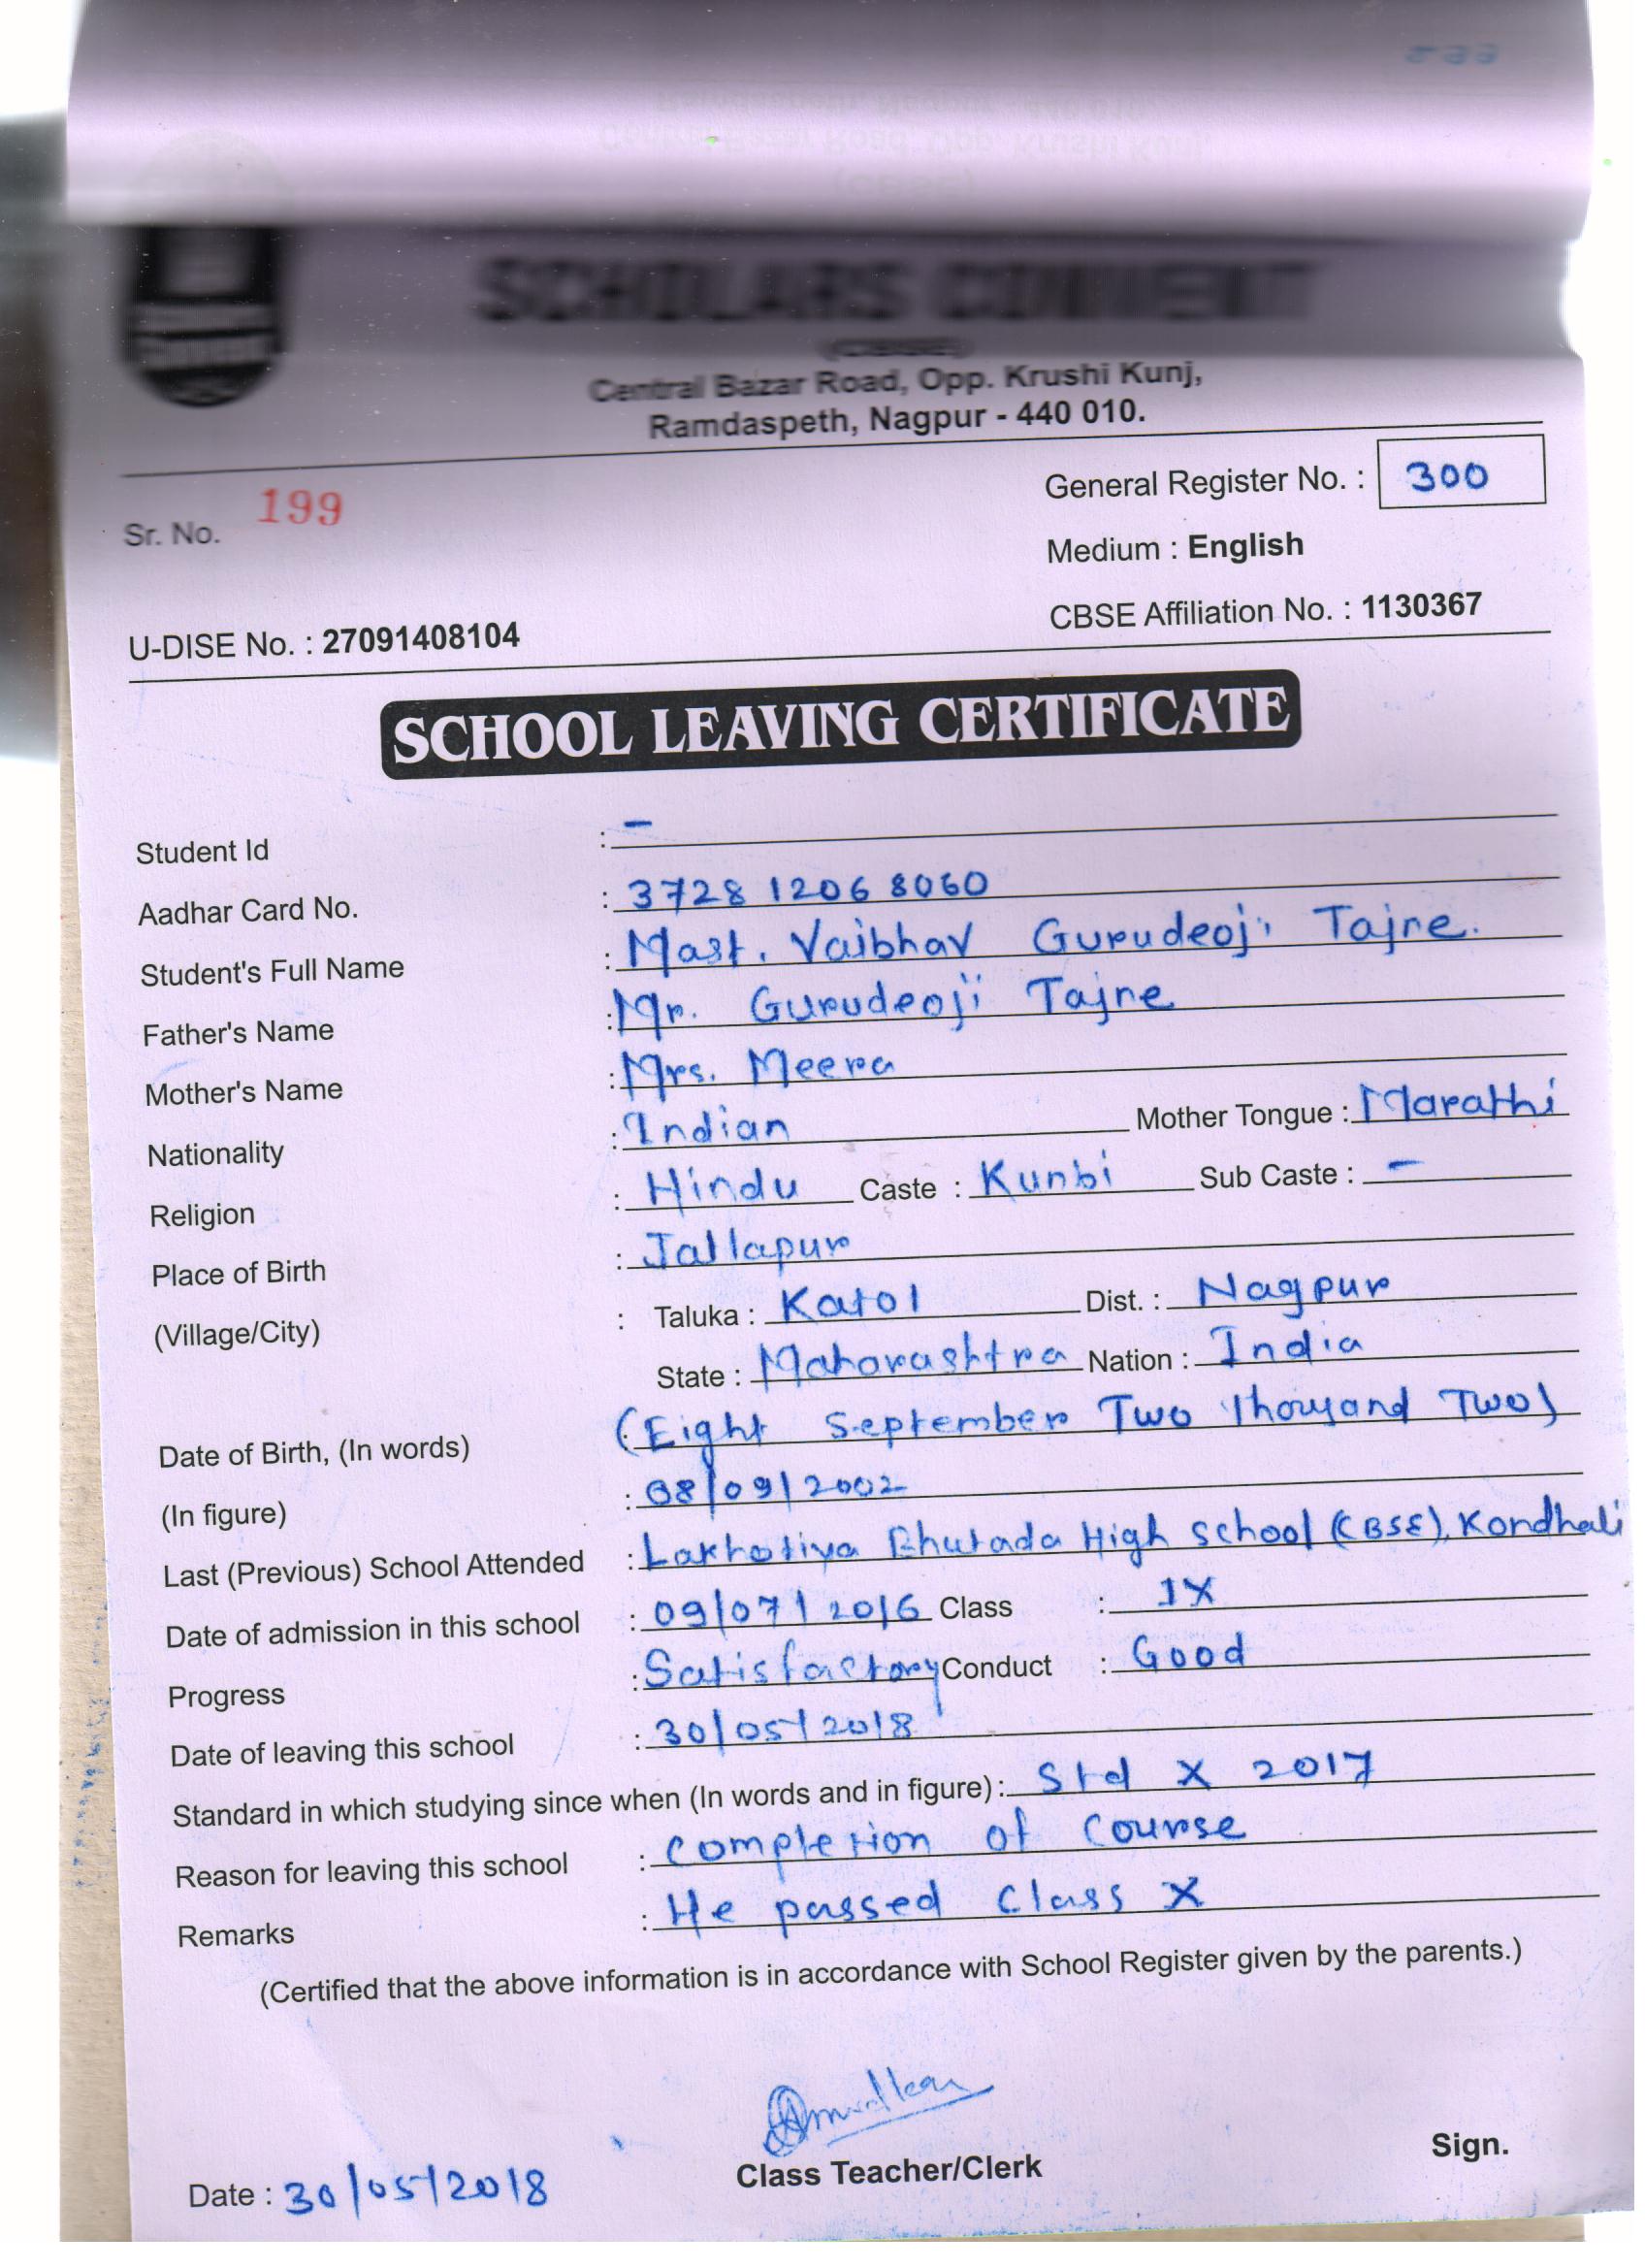 SCHOLARS CONVENT
(CBSE)
Central Bazar Road, Opp. Krushi Kunj,
Ramdaspeth, Nagpur - 440 010.
General Register No. : 300
Sr. No. 199
Medium : English
CBSE Affiliation No. : 1130367
U-DISE No. : 27091408104
SCHOOL LEAVING CERTIFICATE
Student Id : -
Aadhar Card No. : 3728 1206 8060
Student's Full Name : Mast. Vaibhav Gurudeoji Tajne.
Father's Name : Mr. Gurudeoji Tajne
Mother's Name : Mrs. Meera
Nationality : Indian Mother Tongue : Marathi
Religion : Hindu Caste : Kunbi Sub Caste : -
Place of Birth : Jatlapur
(Village/City) : Taluka : Katol Dist. : Nagpur
State : Maharashtra Nation : India
Date of Birth, (In words) : (Eight September Two Thousand Two)
(In figure) : 08/09/2002
Last (Previous) School Attended : Lakhotiya Bhutada High School (CBSE), Kondhali
Date of admission in this school : 09/07/2016 Class : IX
Progress : Satisfactory Conduct : Good
Date of leaving this school : 30/05/2018
Standard in which studying since when (In words and in figure) : Std X 2017
Reason for leaving this school : Completion of Course
Remarks : He passed Class X
(Certified that the above information is in accordance with School Register given by the parents.)
Sign.
Class Teacher/Clerk
Date : 30/05/2018